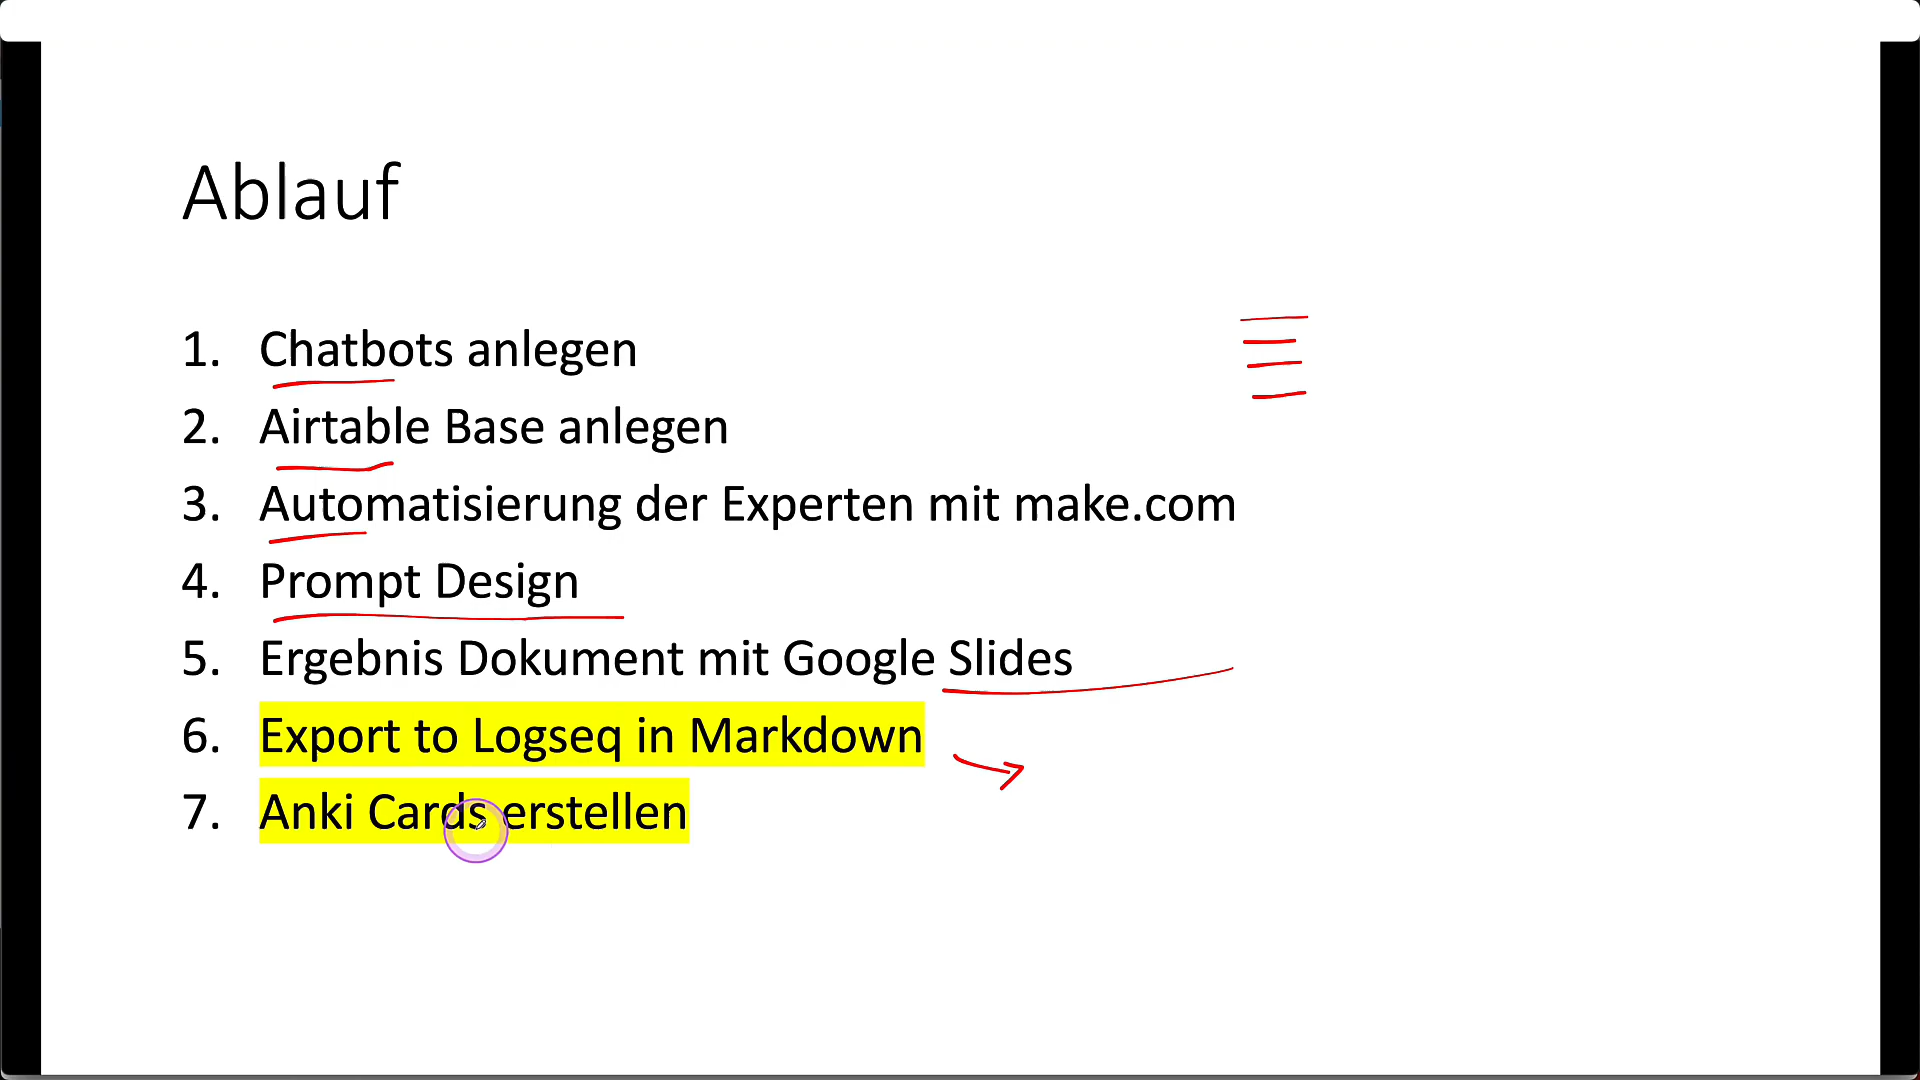 Ablauf
1. Chatbots anlegen
2. Airtable Base anlegen
3. Automatisierung der Experten mit make.com
4. Prompt Design
5. Ergebnis Dokument mit Google Slides
6. Export to Logseq in Markdown
7. Anki Cards erstellen